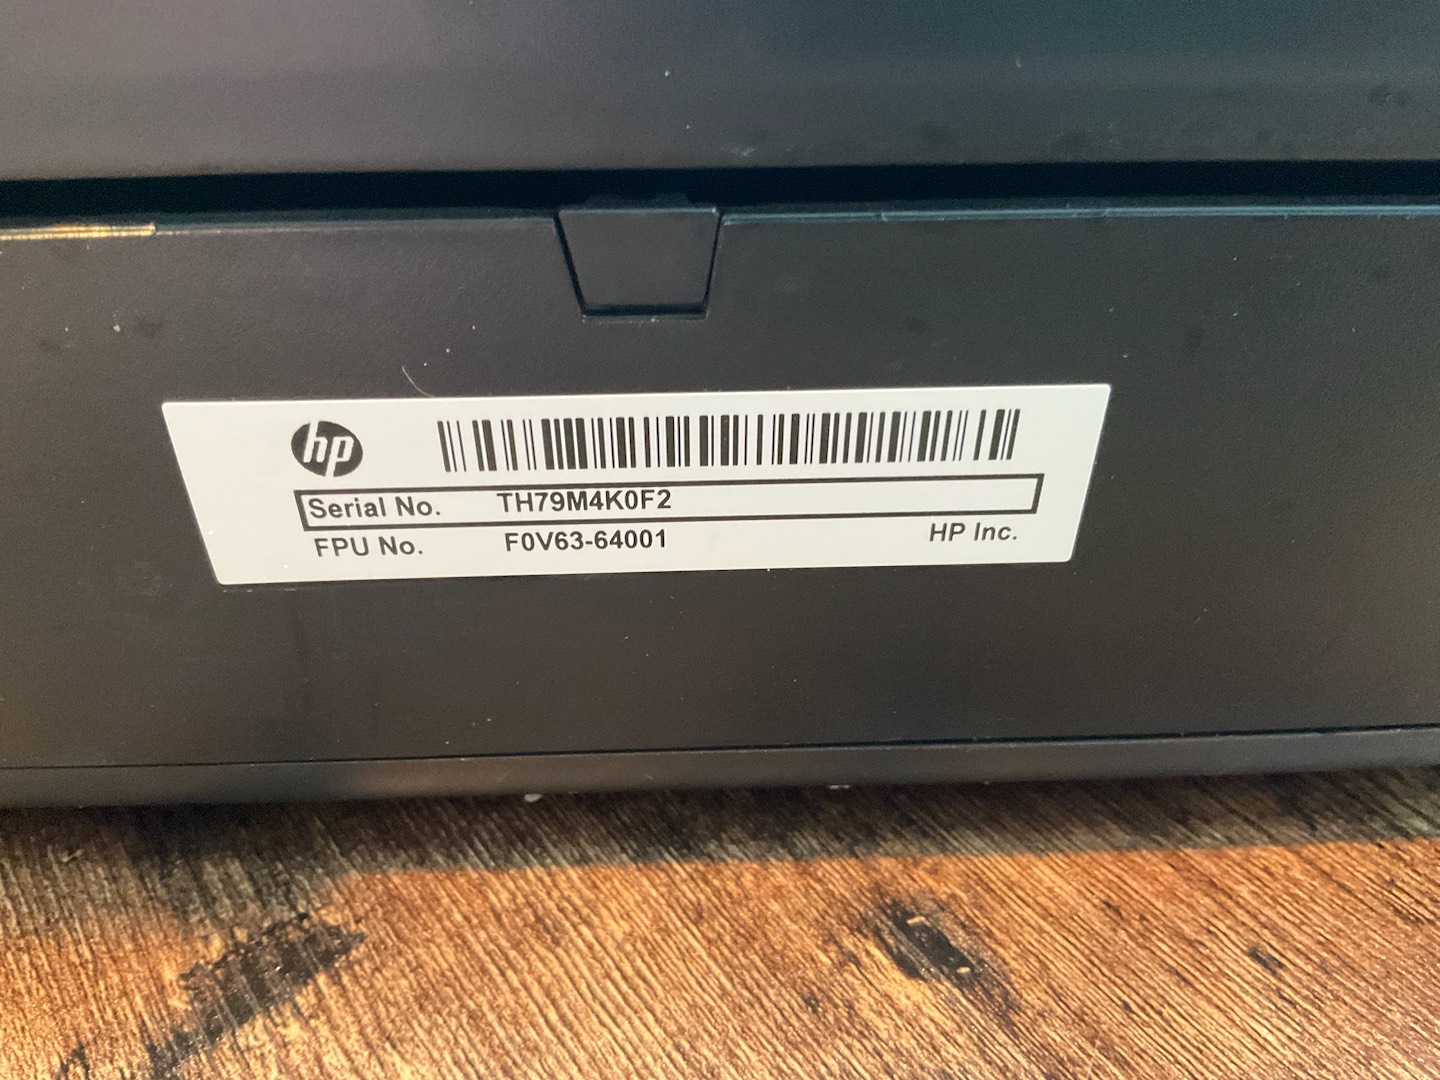 hp
Serial No. TH79M4K0F2
FPU No. F0V63-64001 HP Inc.